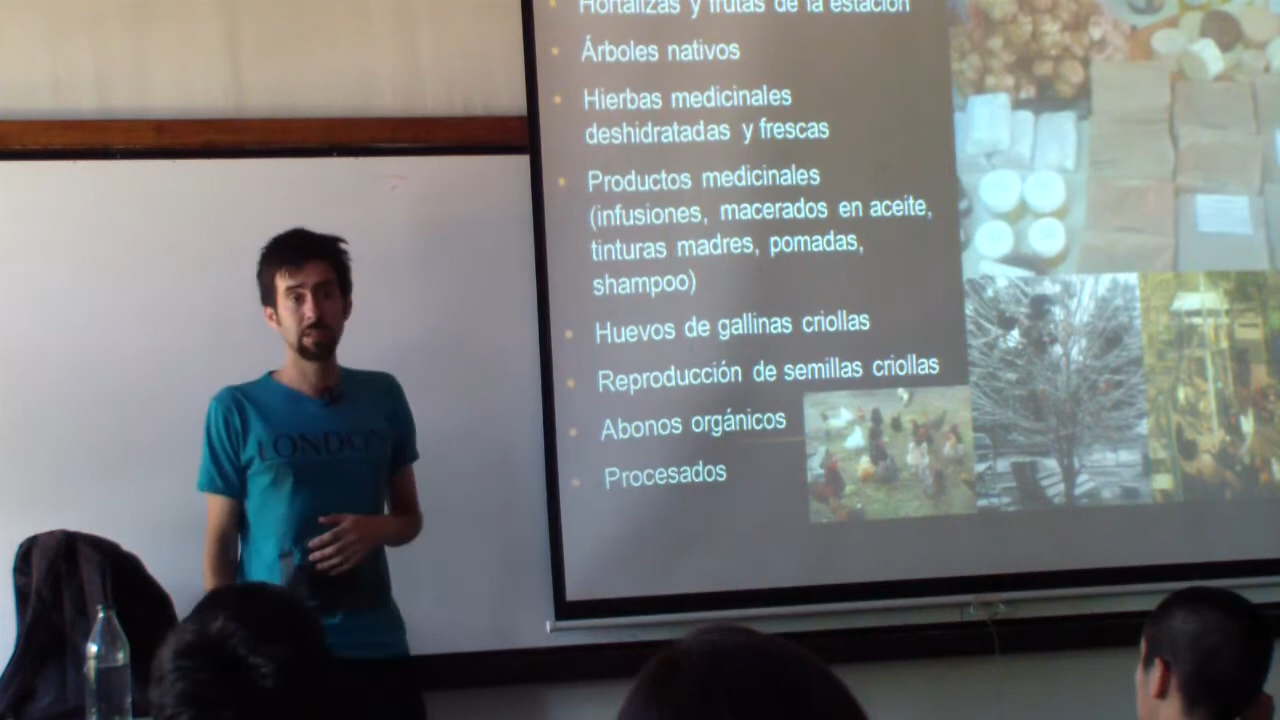 Hortalizas y frutas de la estación
Árboles nativos
Hierbas medicinales
deshidratadas y frescas
Productos medicinales
(infusiones, macerados en aceite,
tinturas madres, pomadas,
shampoo)
Huevos de gallinas criollas
Reproducción de semillas criollas
Abonos orgánicos
Procesados
LONDON